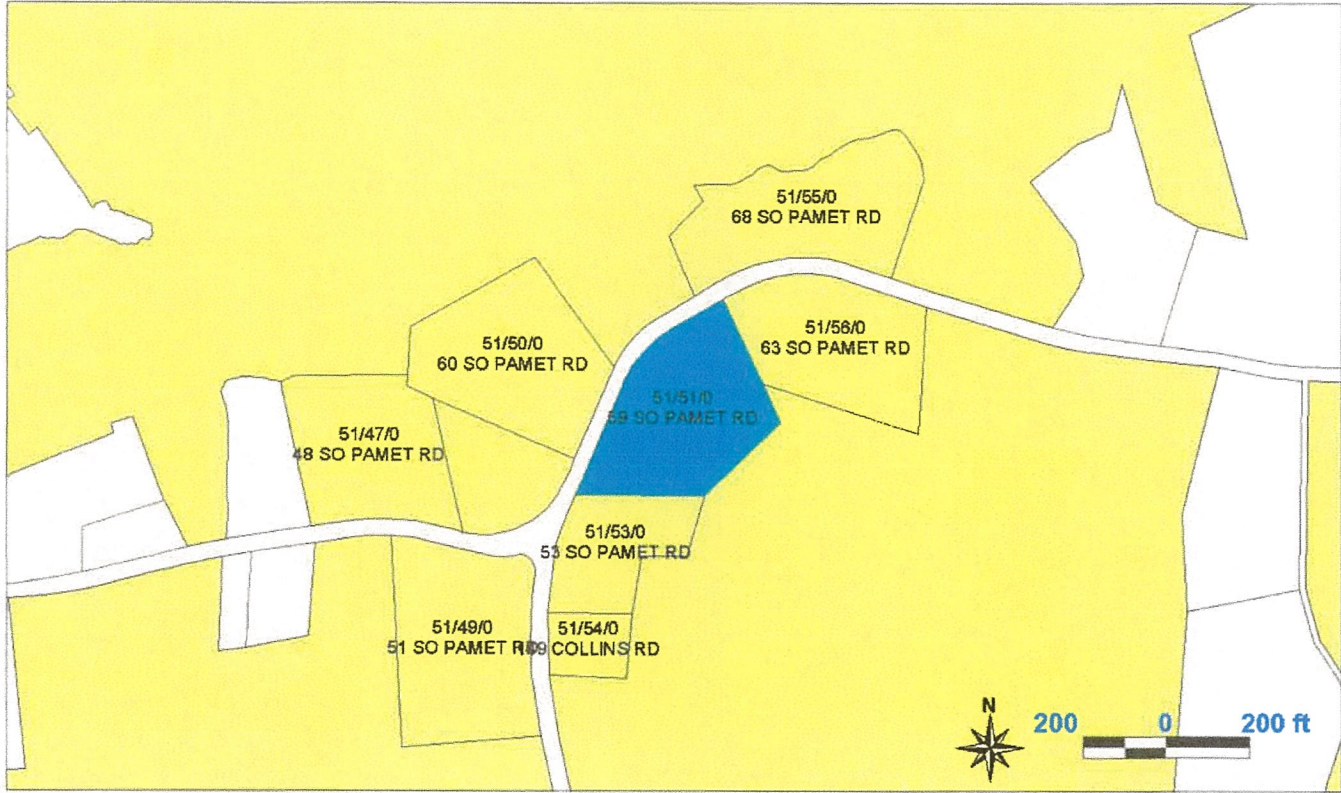 51/55/0
68 SO PAMET RD
51/50/0
60 SO PAMET RD
51/56/0
63 SO PAMET RD
51/51/0
59 SO PAMET RD
51/47/0
48 SO PAMET RD
51/53/0
53 SO PAMET RD
51/49/0
51 SO PAMET RD
51/54/0
COLLINS RD
N
200 0 200 ft